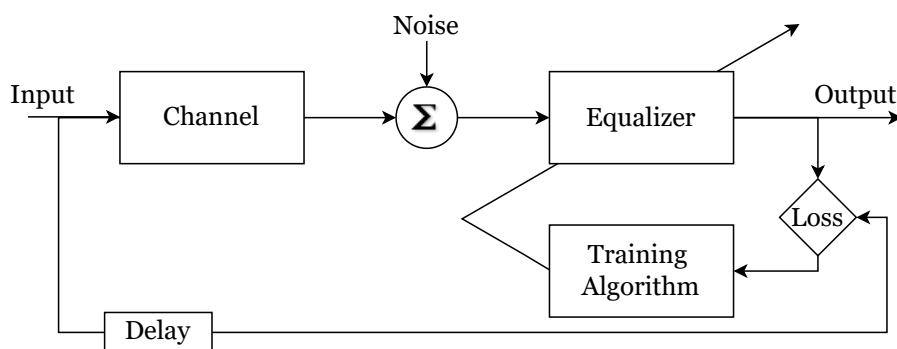 Noise
Input
Channel
Σ
Equalizer
Output
Loss
Training
Algorithm
Delay